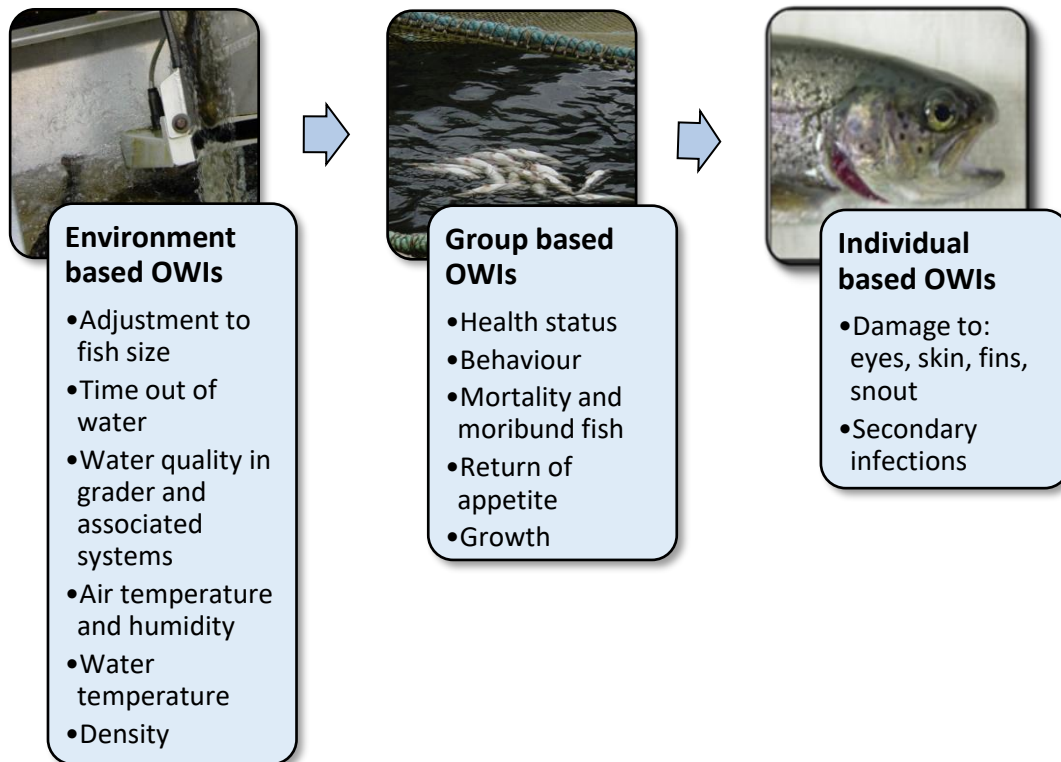 Environment
based OWIs
•Adjustment to
fish size
•Time out of
water
•Water quality in
grader and
associated
systems
•Air temperature
and humidity
•Water
temperature
•Density
Group based
OWIs
•Health status
•Behaviour
•Mortality and
moribund fish
•Return of
appetite
•Growth
Individual
based OWIs
•Damage to:
eyes, skin, fins,
snout
•Secondary
infections